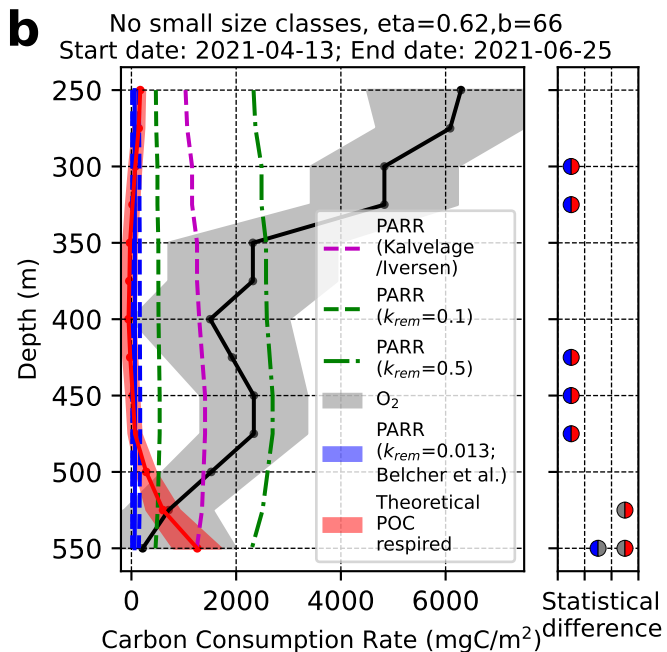 b
No small size classes, eta=0.62,b=66
Start date: 2021-04-13; End date: 2021-06-25
250
300
350
400
450
500
550
Depth (m)
PARR
(Kalvelage
/Iversen)
PARR
(k_rem=0.1)
PARR
(k_rem=0.5)
O₂
PARR
(k_rem=0.013;
Belcher et al.)
Theoretical
POC
respired
0 2000 4000 6000
Carbon Consumption Rate (mgC/m²)
Statistical
difference